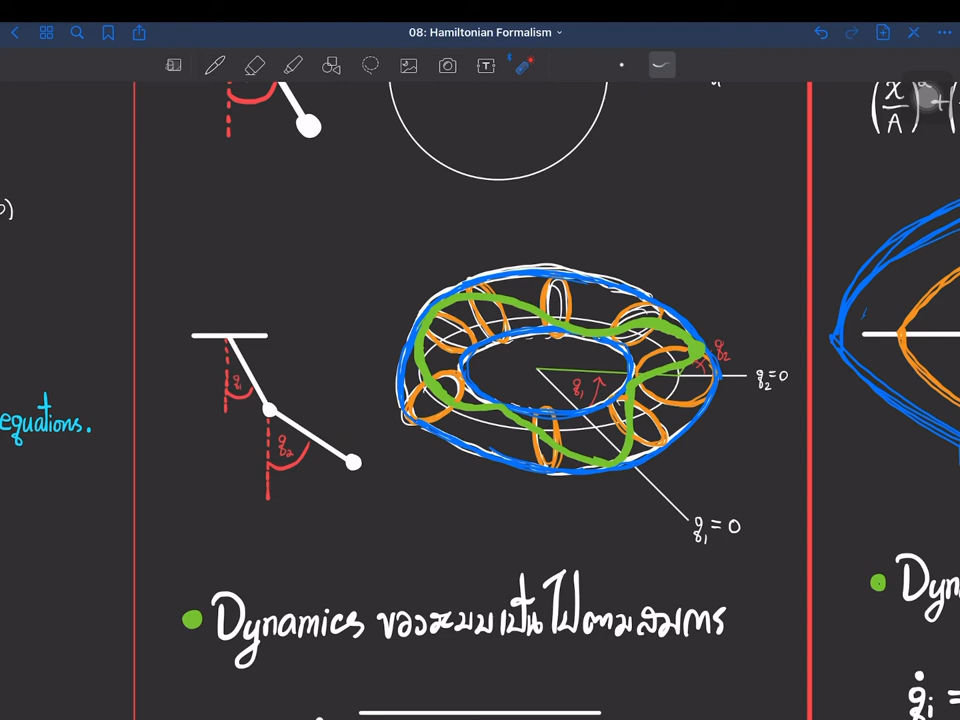 08: Hamiltonian Formalism
q₁
q₂
q₁
q₂
q₂ = 0
q₁ = 0
equations.
• Dynamics ของระบบเป็นไปตามสมการ
(x/A)² + (
• Dyn
q̇ᵢ =